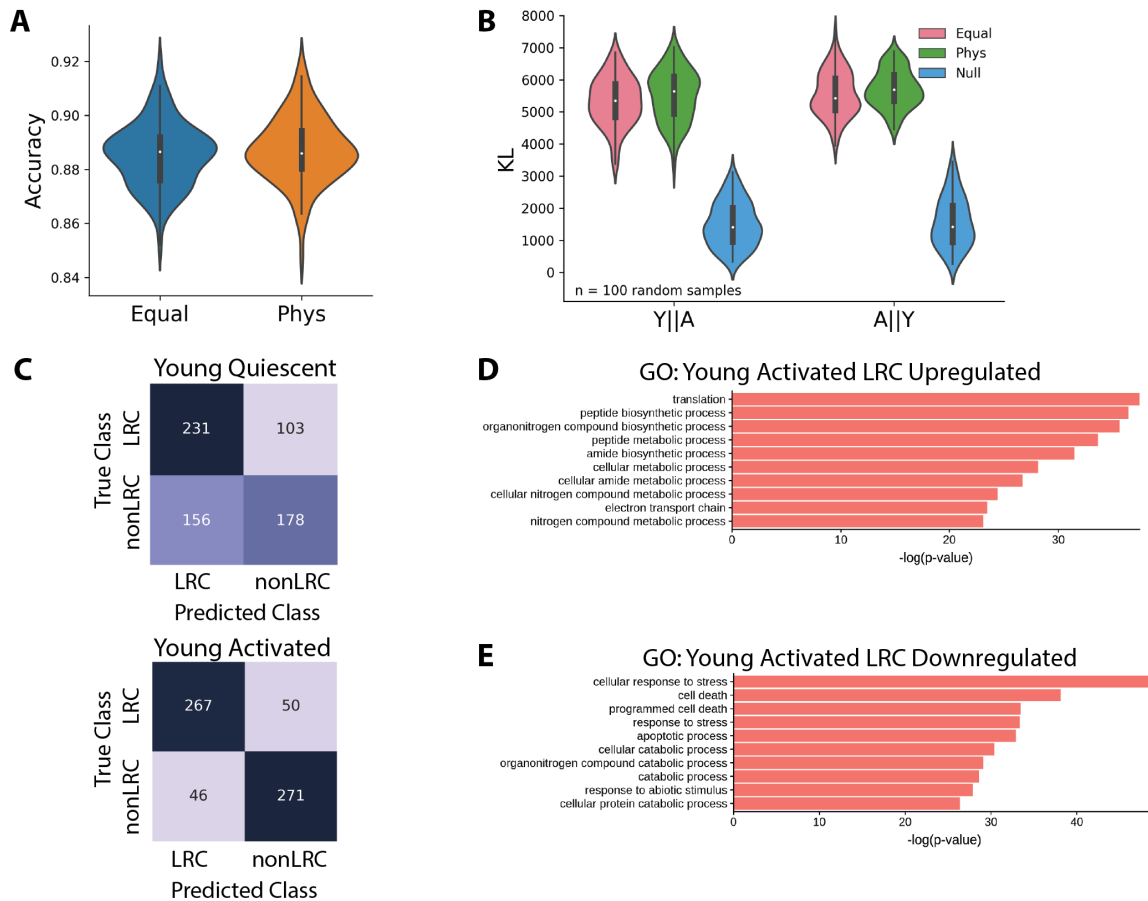 A
Accuracy
0.92
0.90
0.88
0.86
0.84
Equal
Phys
B
KL
8000
7000
6000
5000
4000
3000
2000
1000
0
Equal
Phys
Null
n = 100 random samples
Y||A
A||Y
C
Young Quiescent
True Class
LRC
nonLRC
231
103
156
178
LRC
nonLRC
Predicted Class
Young Activated
True Class
LRC
nonLRC
267
50
46
271
LRC
nonLRC
Predicted Class
D
GO: Young Activated LRC Upregulated
translation
peptide biosynthetic process
organonitrogen compound biosynthetic process
peptide metabolic process
amide biosynthetic process
cellular metabolic process
cellular amide metabolic process
cellular nitrogen compound metabolic process
electron transport chain
nitrogen compound metabolic process
0
10
20
30
-log(p-value)
E
GO: Young Activated LRC Downregulated
cellular response to stress
cell death
programmed cell death
response to stress
apoptotic process
cellular catabolic process
organonitrogen compound catabolic process
catabolic process
response to abiotic stimulus
cellular protein catabolic process
0
10
20
30
40
-log(p-value)